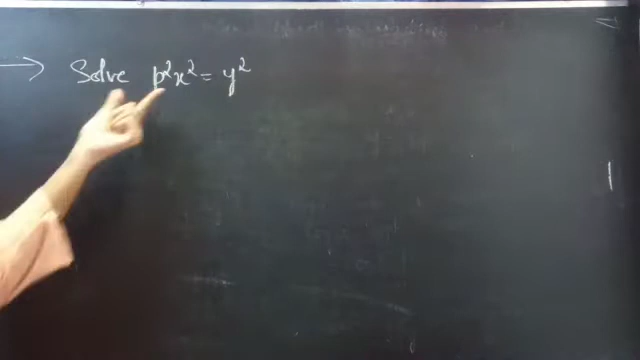 → Solve p²x² = y²